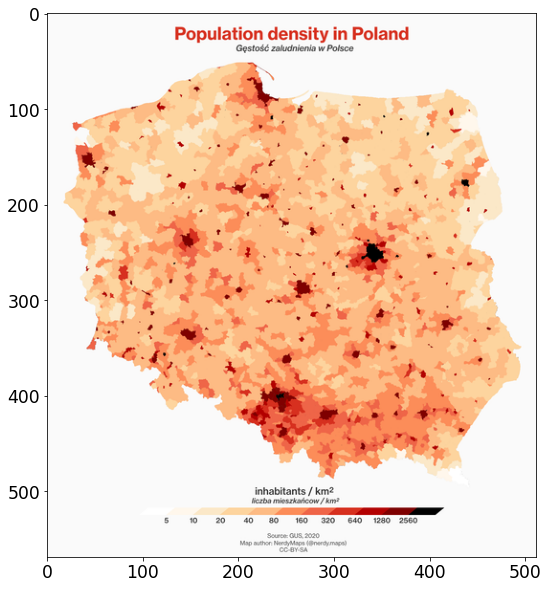 Population density in Poland
Gęstość zaludnienia w Polsce
0
100
200
300
400
500
inhabitants / km²
liczba mieszkańcow / km²
5 10 20 40 80 160 320 640 1280 2560
Source: GUS, 2020
Map author: NerdyMaps (@nerdy.maps)
CC-BY-SA
0 100 200 300 400 500